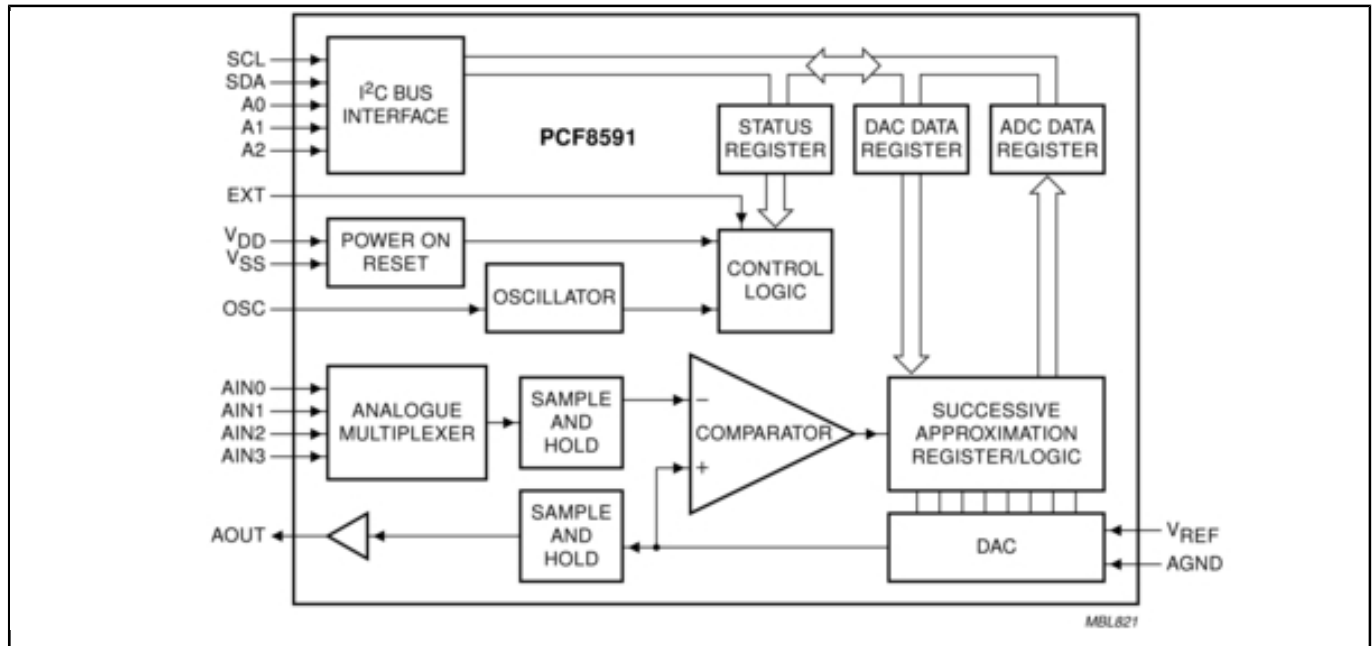 SCL
SDA
A0
A1
A2
I²C BUS
INTERFACE
PCF8591
STATUS
REGISTER
DAC DATA
REGISTER
ADC DATA
REGISTER
EXT
VDD
VSS
POWER ON
RESET
OSC
OSCILLATOR
CONTROL
LOGIC
AIN0
AIN1
AIN2
AIN3
ANALOGUE
MULTIPLEXER
SAMPLE
AND
HOLD
−
+
COMPARATOR
SUCCESSIVE
APPROXIMATION
REGISTER/LOGIC
AOUT
SAMPLE
AND
HOLD
DAC
VREF
AGND
MBL821